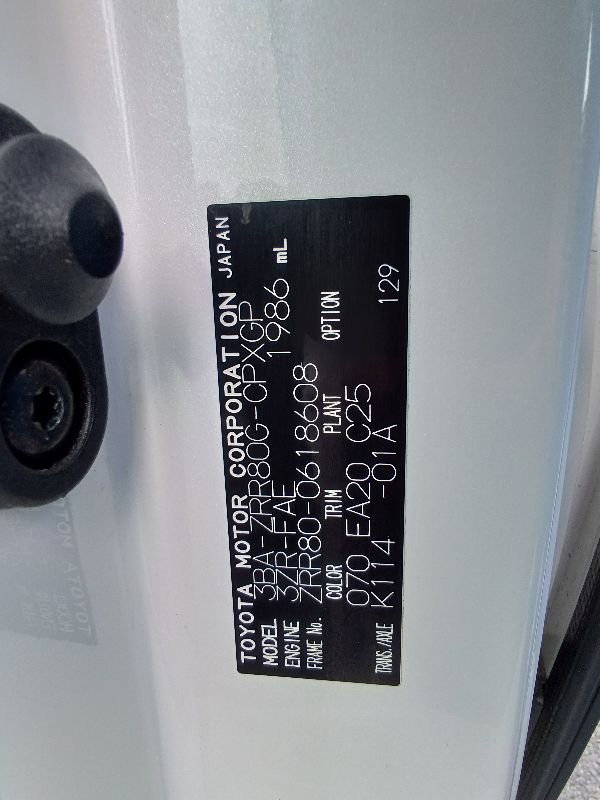 TOYOTA MOTOR CORPORATION JAPAN
MODEL 3BA-ZRR80G-CPXGP
ENGINE 3ZR-FAE 1986 mL
FRAME No. ZRR80-0618608
COLOR TRIM PLANT OPTION
070 EA20 C25
TRANS./AXLE K114 -01A 129